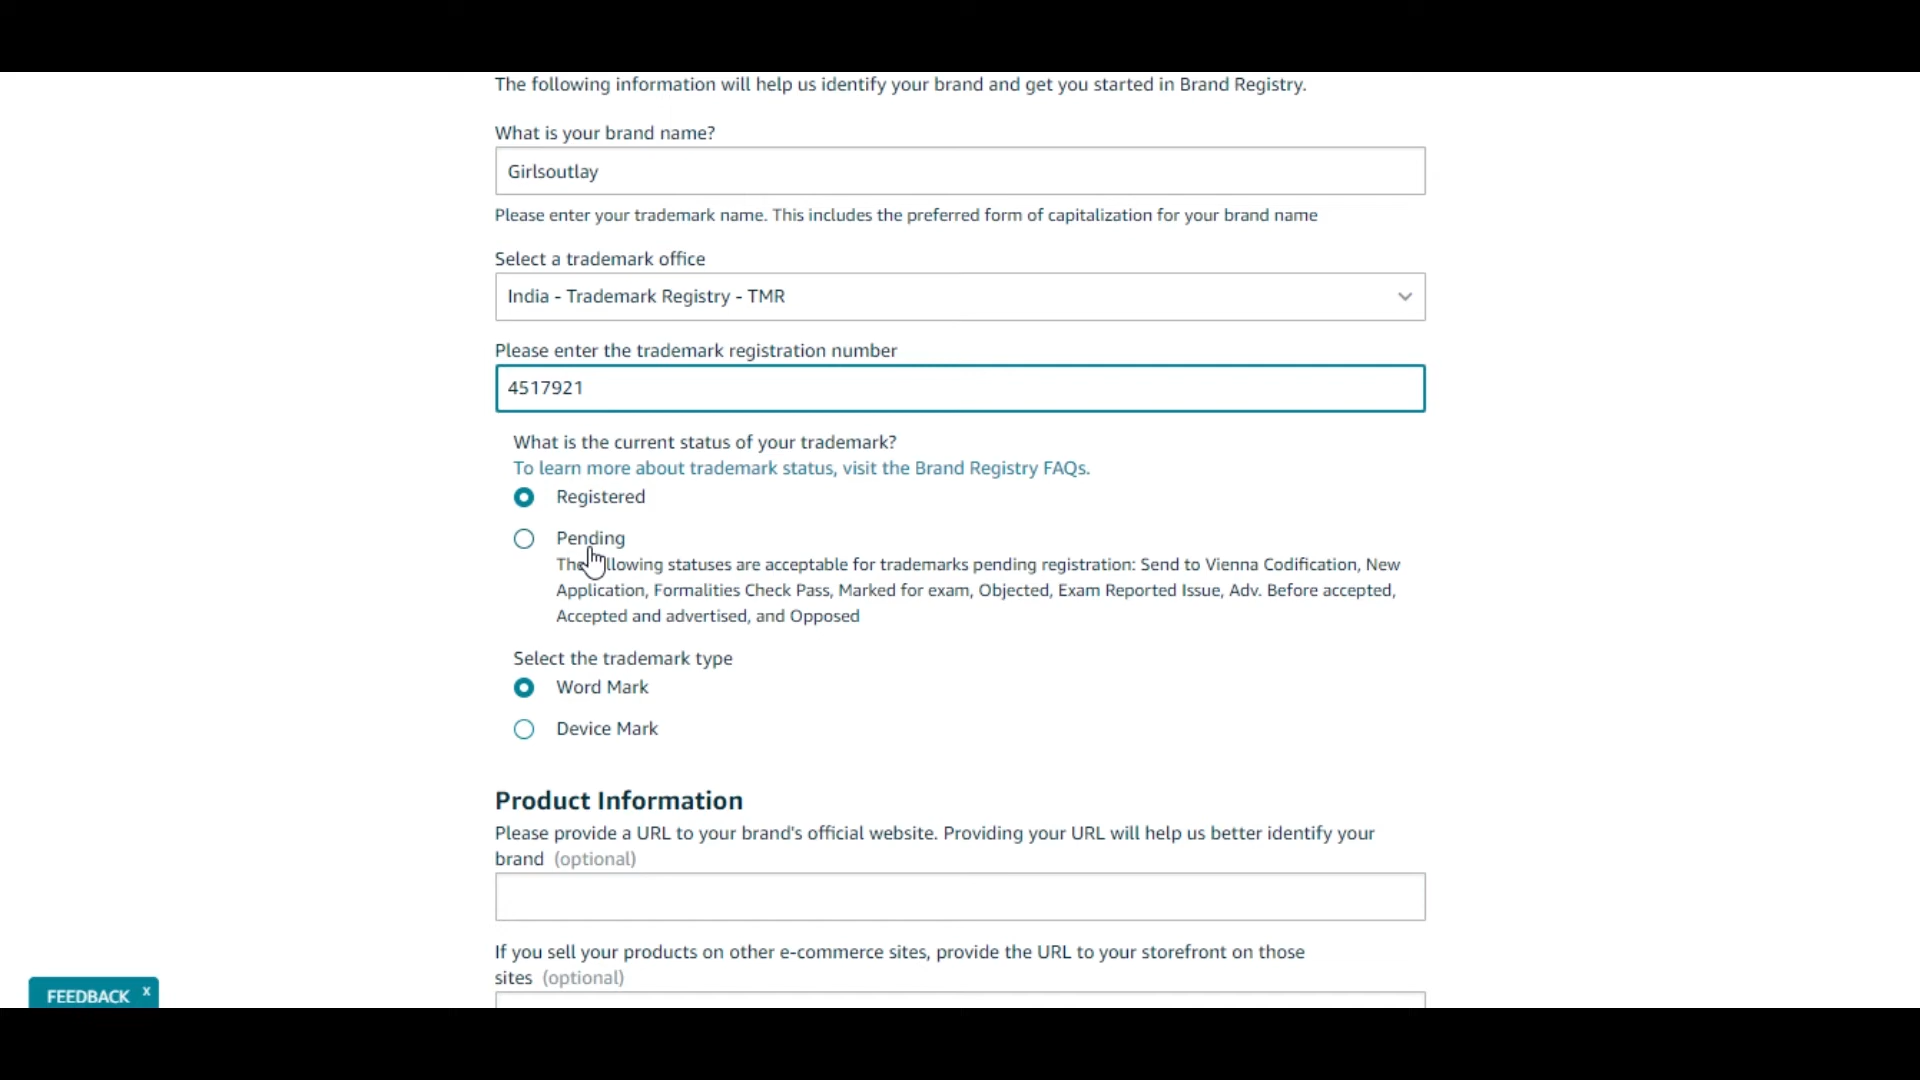 The following information will help us identify your brand and get you started in Brand Registry.
What is your brand name?
Girlsoutlay
Please enter your trademark name. This includes the preferred form of capitalization for your brand name
Select a trademark office
India - Trademark Registry - TMR
Please enter the trademark registration number
4517921
What is the current status of your trademark?
To learn more about trademark status, visit the Brand Registry FAQs.
Registered
Pending
The following statuses are acceptable for trademarks pending registration: Send to Vienna Codification, New
Application, Formalities Check Pass, Marked for exam, Objected, Exam Reported Issue, Adv. Before accepted,
Accepted and advertised, and Opposed
Select the trademark type
Word Mark
Device Mark
Product Information
Please provide a URL to your brand's official website. Providing your URL will help us better identify your
brand (optional)
If you sell your products on other e-commerce sites, provide the URL to your storefront on those
sites (optional)
FEEDBACK x